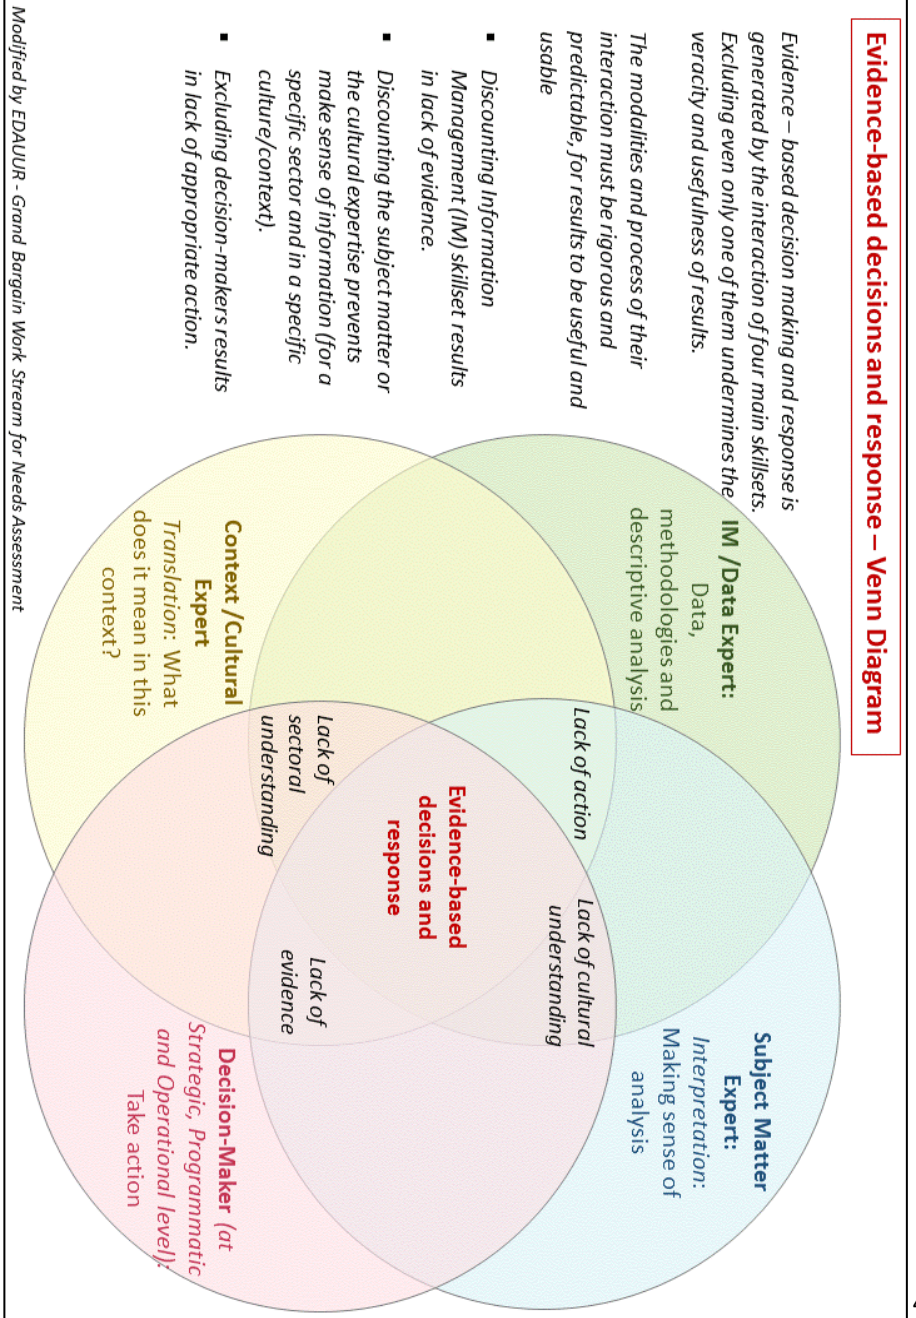 Evidence-based decisions and response – Venn Diagram
Evidence – based decision making and response is
generated by the interaction of four main skillsets.
Excluding even only one of them undermines the
veracity and usefulness of results.
The modalities and process of their
interaction must be rigorous and
predictable, for results to be useful and
usable
▪ Discounting Information
Management (IM) skillset results
in lack of evidence.
▪ Discounting the subject matter or
the cultural expertise prevents
make sense of information (for a
specific sector and in a specific
culture/context).
▪ Excluding decision-makers results
in lack of appropriate action.
IM /Data Expert:
Data,
methodologies and
descriptive analysis
Subject Matter
Expert:
Interpretation:
Making sense of
analysis
Lack of action
Lack of cultural
understanding
Evidence-based
decisions and
response
Lack of
sectoral
understanding
Lack of
evidence
Context /Cultural
Expert
Translation: What
does it mean in this
context?
Decision-Maker (at
Strategic, Programmatic
and Operational level):
Take action
Modified by EDAUUR - Grand Bargain Work Stream for Needs Assessment